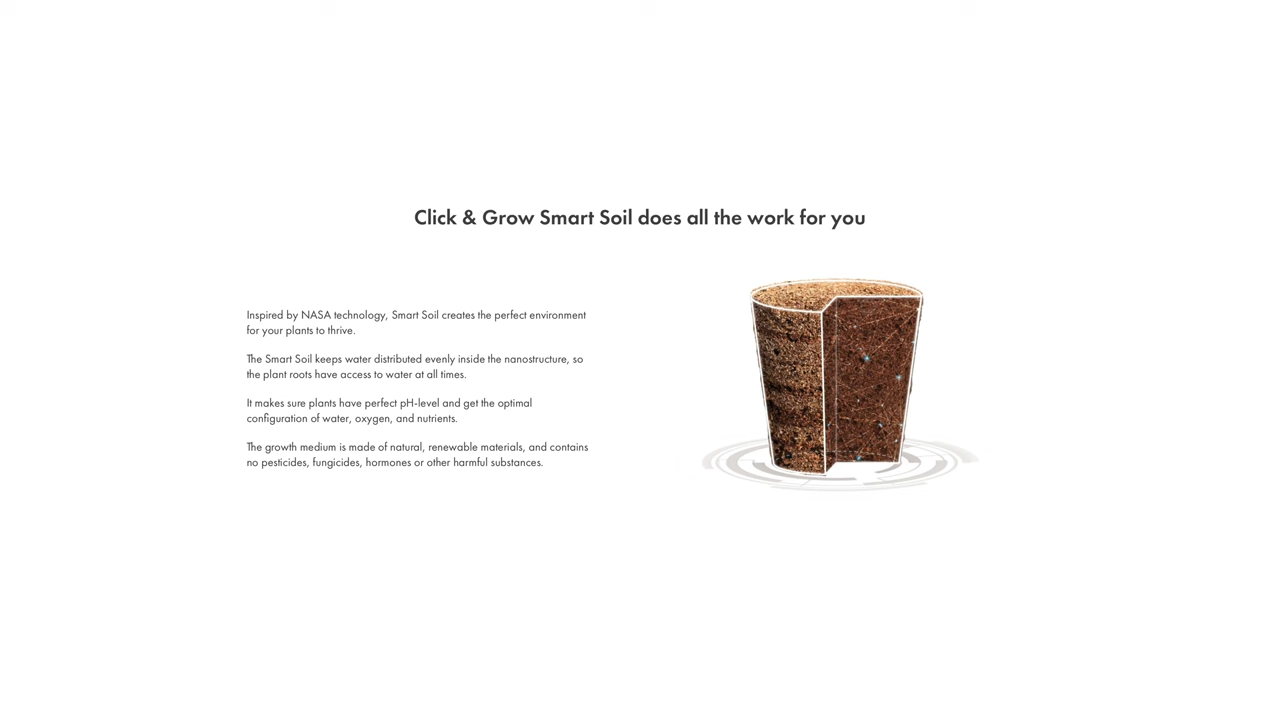 Click & Grow Smart Soil does all the work for you
Inspired by NASA technology, Smart Soil creates the perfect environment
for your plants to thrive.
The Smart Soil keeps water distributed evenly inside the nanostructure, so
the plant roots have access to water at all times.
It makes sure plants have perfect pH-level and get the optimal
configuration of water, oxygen, and nutrients.
The growth medium is made of natural, renewable materials, and contains
no pesticides, fungicides, hormones or other harmful substances.